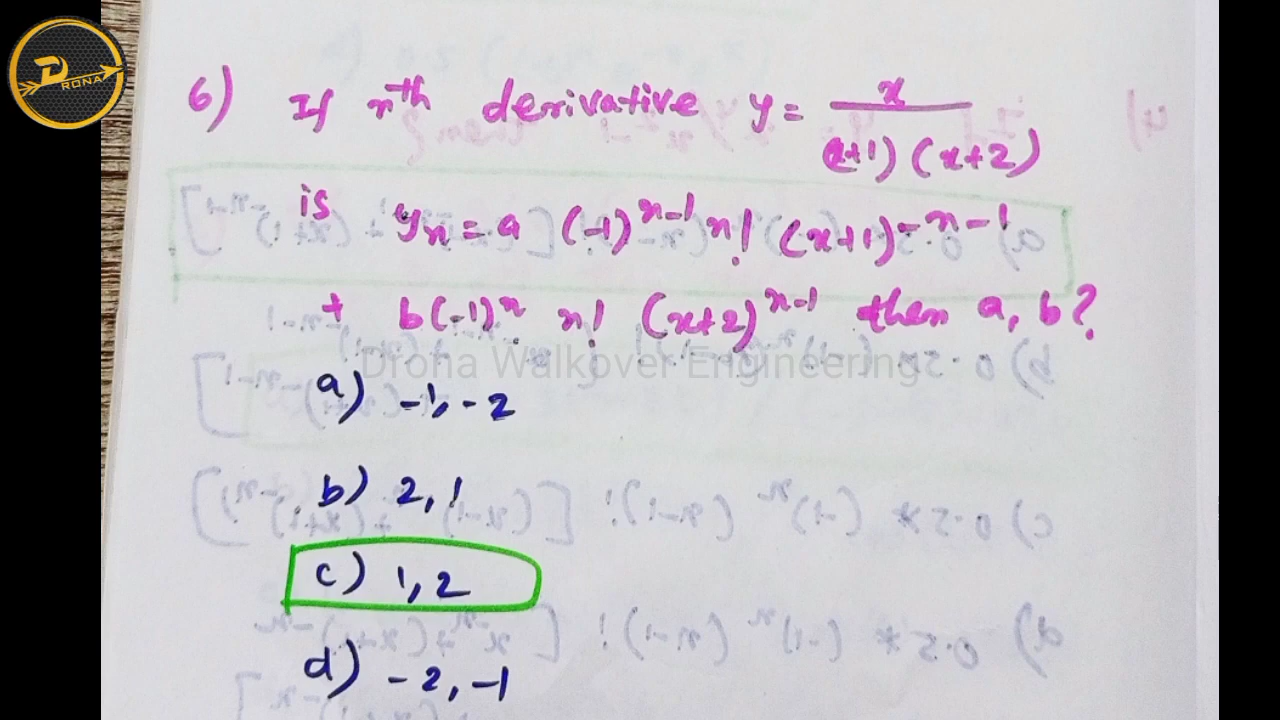 DRONA
6) If nth derivative y = x / (x+1) (x+2)
is yn = a (-1)^n-1 n! (x+1)^-n-1
+ b(-1)^n n! (x+2)^n-1 then a, b?
Drona Walkover Engineering
a) -1, -2
b) 2, 1
c) 1, 2
d) -2, -1